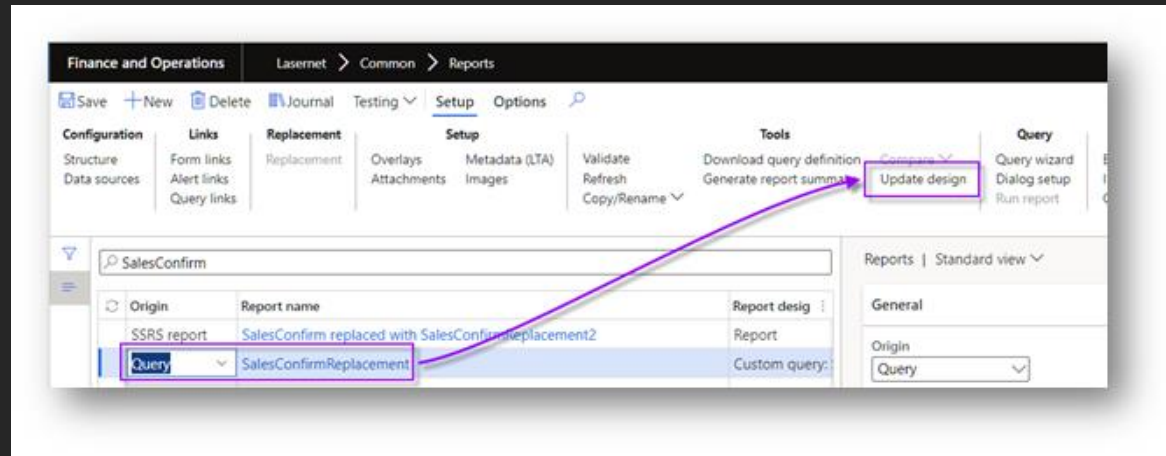 Finance and Operations Lasernet > Common > Reports
Save + New Delete Journal Testing Setup Options
Configuration Links Replacement Setup Tools Query
Structure Form links Replacement Overlays Metadata (LTA) Validate Download query definition Compare Query wizard
Data sources Alert links Attachments Images Refresh Generate report summa Update design Dialog setup
Query links Copy/Rename Run report
SalesConfirm Reports | Standard view
Origin Report name Report desig General
SSRS report SalesConfirm replaced with SalesConfirmReplacement2 Report Origin
Query SalesConfirmReplacement Custom query: Query